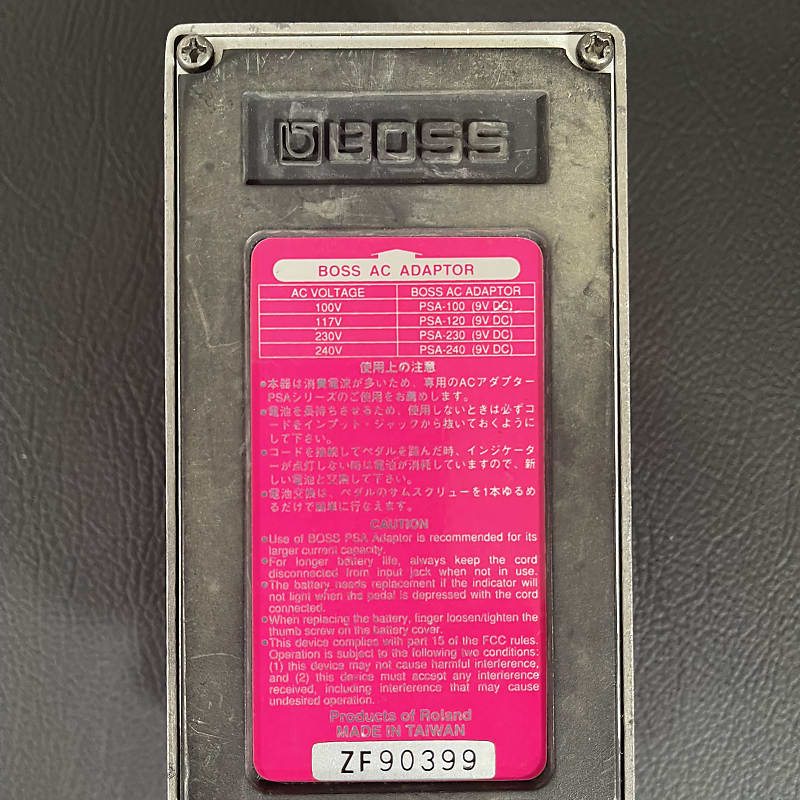 BOSS
BOSS AC ADAPTOR
AC VOLTAGE BOSS AC ADAPTOR
100V PSA-100 (9V DC)
117V PSA-120 (9V DC)
230V PSA-230 (9V DC)
240V PSA-240 (9V DC)
使用上の注意
●本器は消費電流が多いため、専用のACアダプター
PSAシリーズのご使用をお薦めします。
●電池を長持ちさせるため、使用しないときは必ずコ
ードをインプット・ジャックから抜いておくように
して下さい。
●コードを接続してペダルを踏んだ時、インジケータ
ーが点灯しない時は電池が消耗していますので、新
しい電池と交換して下さい。
●電池交換は、ペダルのサムスクリューを1本ゆるめ
るだけで簡単に行なえます。
CAUTION
●Use of BOSS PSA Adaptor is recommended for its
larger current capacity.
●For longer battery life, always keep the cord
disconnected from input jack when not in use.
●The battery needs replacement if the indicator will
not light when the pedal is depressed with the cord
connected.
●When replacing the battery, finger loosen/tighten the
thumb screw on the battery cover.
●This device complies with part 15 of the FCC rules.
Operation is subject to the following two conditions:
(1) this device may not cause harmful interference,
and (2) this device must accept any interference
received, including interference that may cause
undesired operation.
Products of Roland
MADE IN TAIWAN
ZF90399